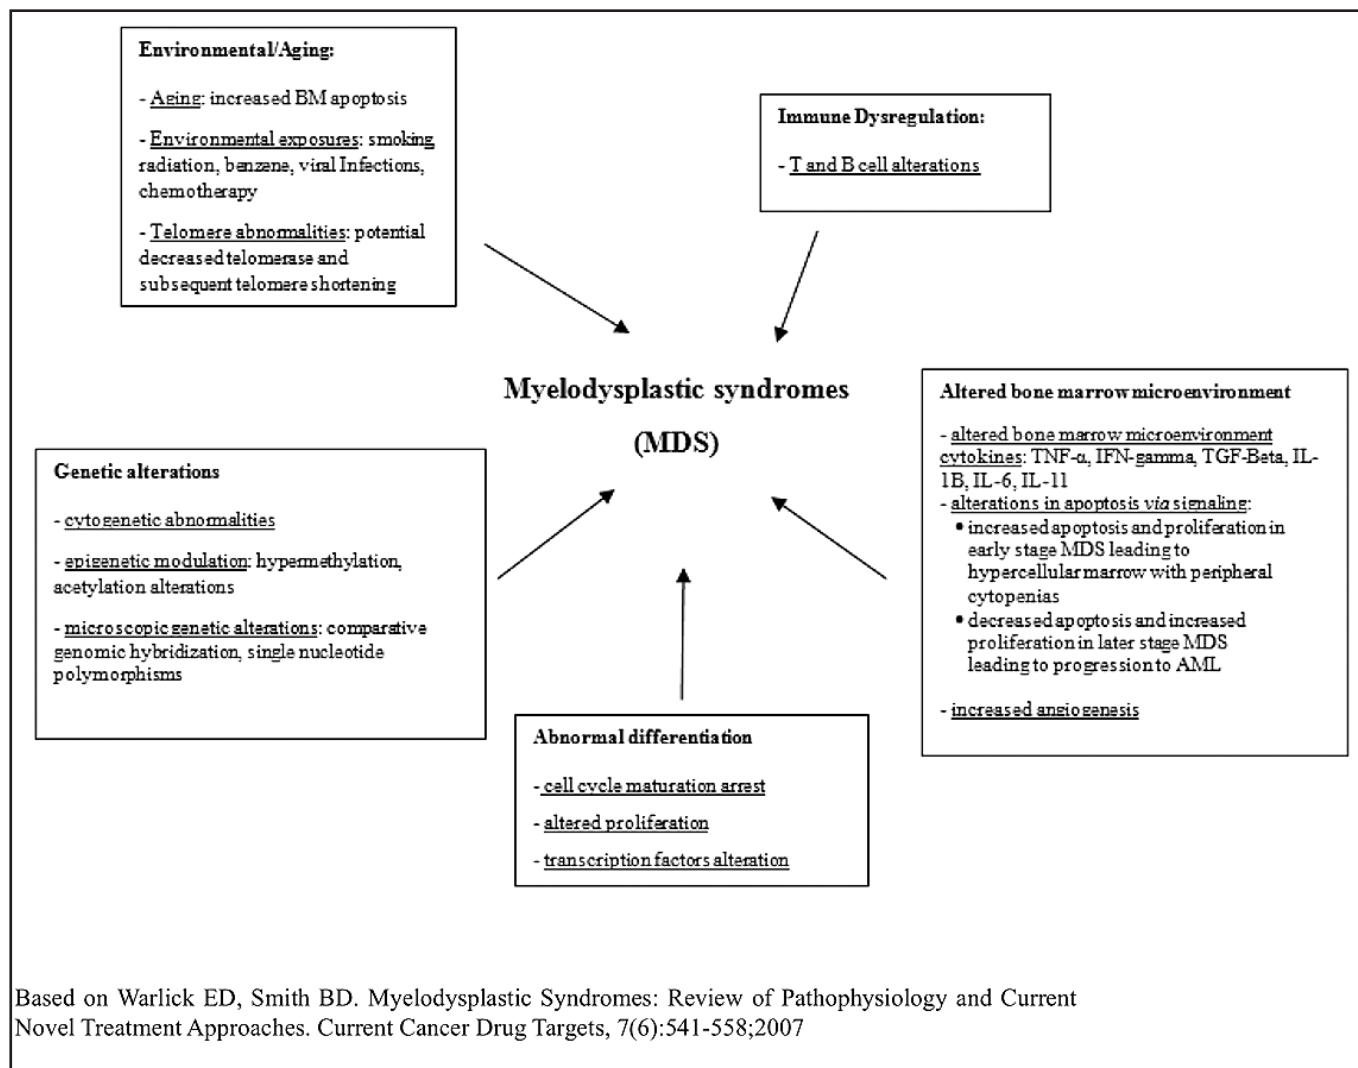 Environmental/Aging:
- Aging: increased BM apoptosis
- Environmental exposures: smoking,
radiation, benzene, viral Infections,
chemotherapy
- Telomere abnormalities: potential
decreased telomerase and
subsequent telomere shortening
Immune Dysregulation:
- T and B cell alterations
Myelodysplastic syndromes
(MDS)
Genetic alterations
- cytogenetic abnormalities
- epigenetic modulation: hypermethylation,
acetylation alterations
- microscopic genetic alterations: comparative
genomic hybridization, single nucleotide
polymorphisms
Altered bone marrow microenvironment
- altered bone marrow microenvironment
cytokines: TNF-α, IFN-gamma, TGF-Beta, IL-
1B, IL-6, IL-11
- alterations in apoptosis via signaling:
• increased apoptosis and proliferation in
early stage MDS leading to
hypercellular marrow with peripheral
cytopenias
• decreased apoptosis and increased
proliferation in later stage MDS
leading to progression to AML
- increased angiogenesis
Abnormal differentiation
- cell cycle maturation arrest
- altered proliferation
- transcription factors alteration
Based on Warlick ED, Smith BD. Myelodysplastic Syndromes: Review of Pathophysiology and Current
Novel Treatment Approaches. Current Cancer Drug Targets, 7(6):541-558;2007